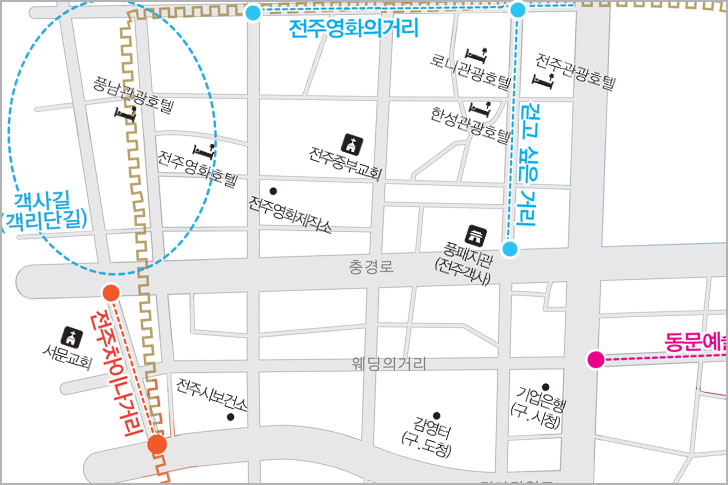 전주영화의거리
로니관광호텔
전주관광호텔
풍남관광호텔
한성관광호텔
걷고 싶은 거리
전주중부교회
전주영화호텔
객사길
(객리단길)
전주영화제작소
풍패지관
(전주객사)
충경로
전주차이나거리
서문교회
동문예술
웨딩의거리
전주시보건소
기업은행
(구.시청)
감영터
(구.도청)